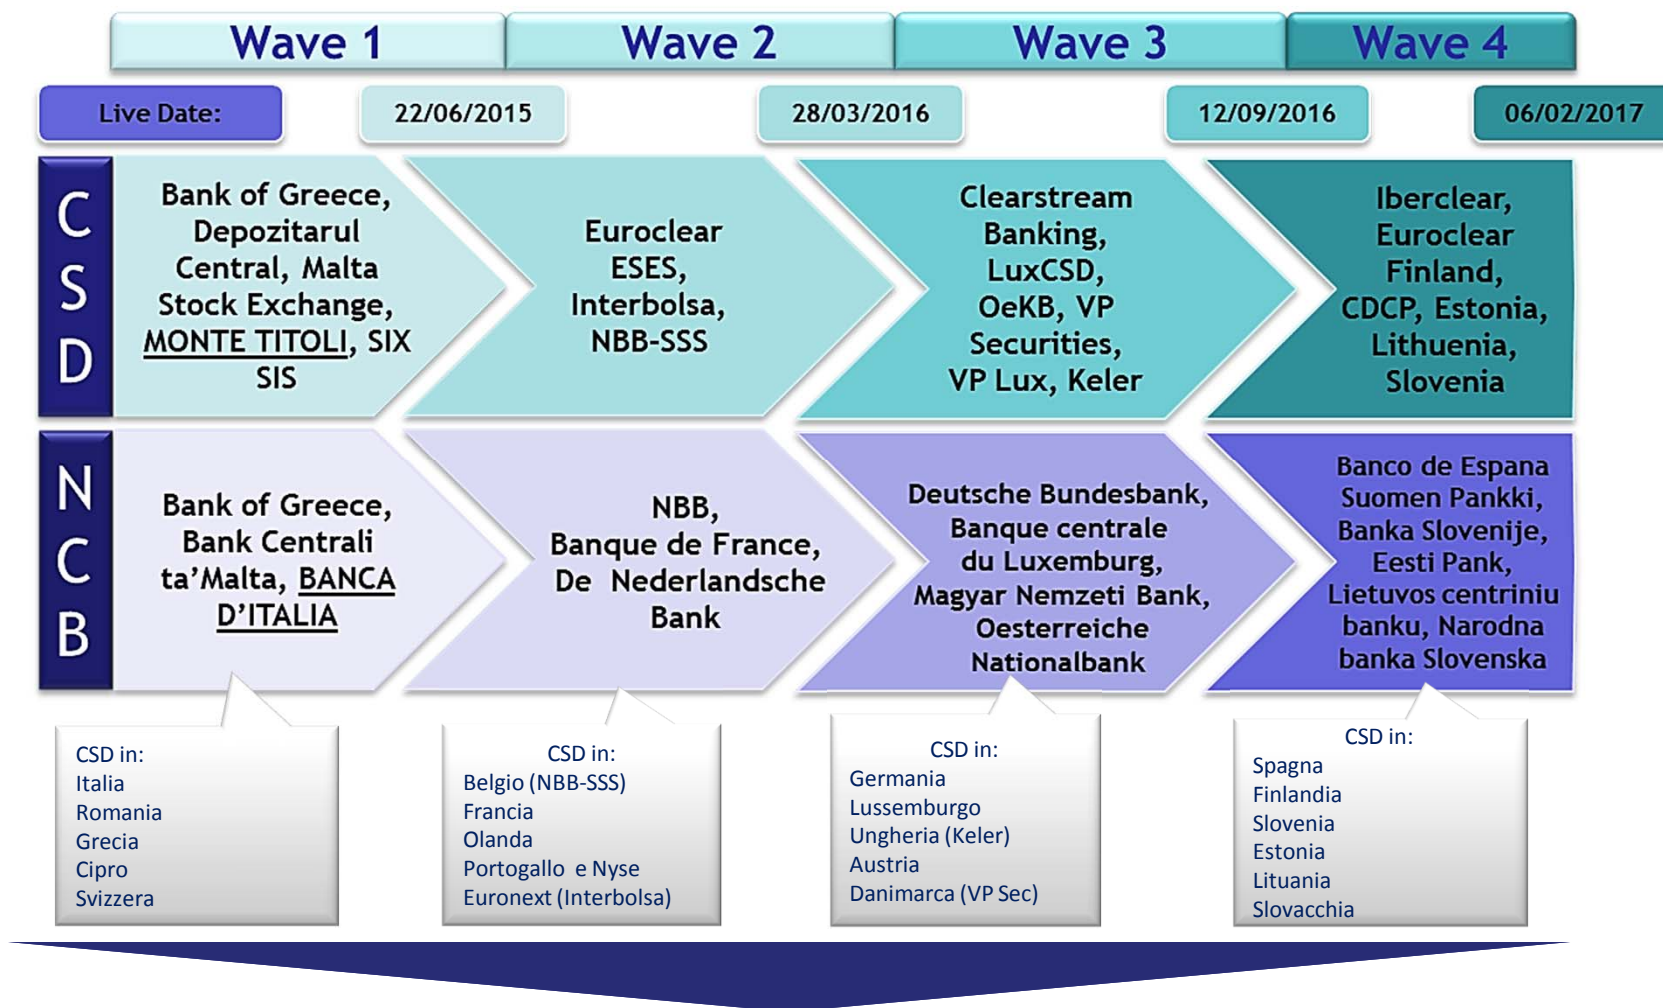 Wave 1
Wave 2
Wave 3
Wave 4
Live Date:
22/06/2015
28/03/2016
12/09/2016
06/02/2017
C
S
D
Bank of Greece,
Depozitarul
Central, Malta
Stock Exchange,
MONTE TITOLI, SIX
SIS
Euroclear
ESES,
Interbolsa,
NBB-SSS
Clearstream
Banking,
LuxCSD,
OeKB, VP
Securities,
VP Lux, Keler
Iberclear,
Euroclear
Finland,
CDCP, Estonia,
Lithuenia,
Slovenia
N
C
B
Bank of Greece,
Bank Centrali
ta'Malta, BANCA
D'ITALIA
NBB,
Banque de France,
De Nederlandsche
Bank
Deutsche Bundesbank,
Banque centrale
du Luxemburg,
Magyar Nemzeti Bank,
Oesterreiche
Nationalbank
Banco de Espana
Suomen Pankki,
Banka Slovenije,
Eesti Pank,
Lietuvos centriniu
banku, Narodna
banka Slovenska
CSD in:
Italia
Romania
Grecia
Cipro
Svizzera
CSD in:
Belgio (NBB-SSS)
Francia
Olanda
Portogallo e Nyse
Euronext (Interbolsa)
CSD in:
Germania
Lussemburgo
Ungheria (Keler)
Austria
Danimarca (VP Sec)
CSD in:
Spagna
Finlandia
Slovenia
Estonia
Lituania
Slovacchia